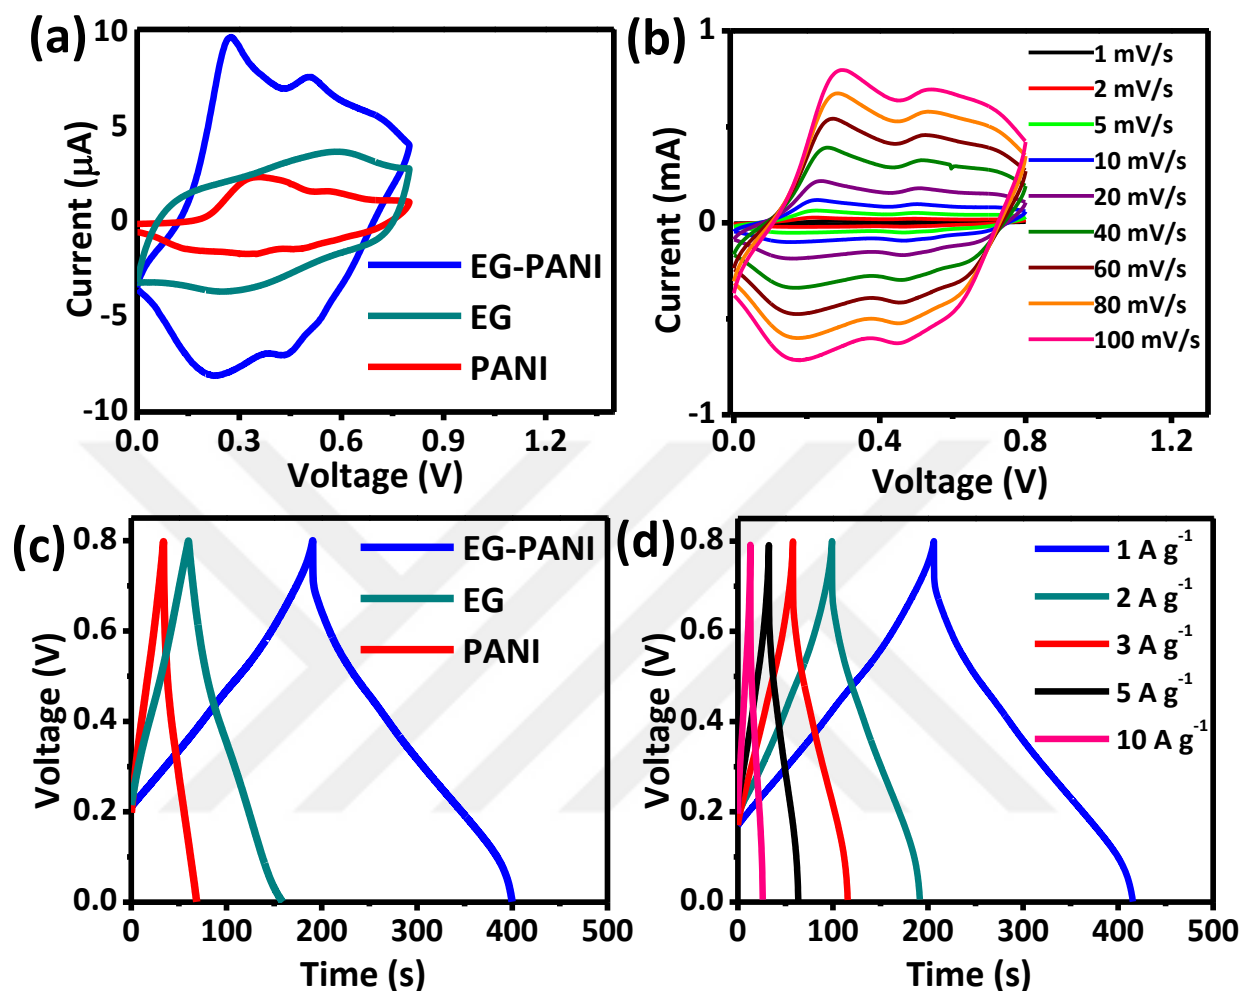 (a)
10
5
0
-5
-10
Current (µA)
EG-PANI
EG
PANI
0.0 0.3 0.6 0.9 1.2
Voltage (V)
(b)
1
0
-1
Current (mA)
1 mV/s
2 mV/s
5 mV/s
10 mV/s
20 mV/s
40 mV/s
60 mV/s
80 mV/s
100 mV/s
0.0 0.4 0.8 1.2
Voltage (V)
(c)
0.8
0.6
0.4
0.2
0.0
Voltage (V)
EG-PANI
EG
PANI
0 100 200 300 400 500
Time (s)
(d)
0.8
0.6
0.4
0.2
0.0
Voltage (V)
1 A g⁻¹
2 A g⁻¹
3 A g⁻¹
5 A g⁻¹
10 A g⁻¹
0 100 200 300 400 500
Time (s)